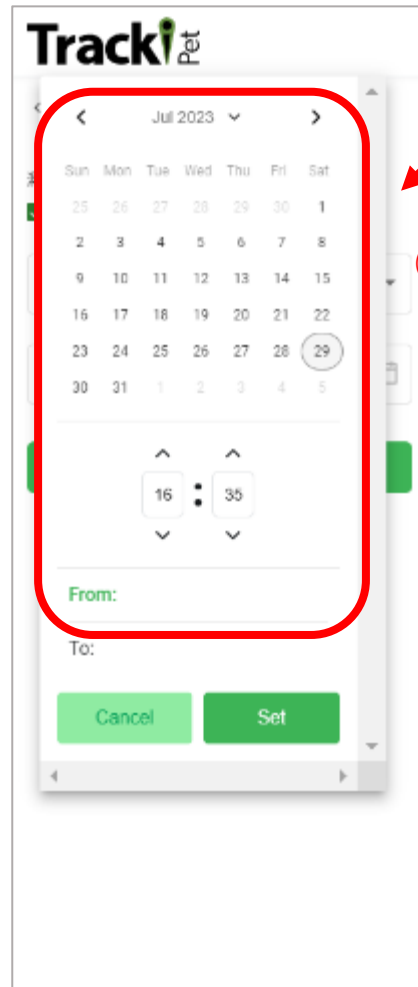 Tracki Pet
Jul 2023
Sun Mon Tue Wed Thu Fri Sat
25 26 27 28 29 30 1
2 3 4 5 6 7 8
9 10 11 12 13 14 15
16 17 18 19 20 21 22
23 24 25 26 27 28 29
30 31 1 2 3 4 5
16 : 35
From:
To:
Cancel Set